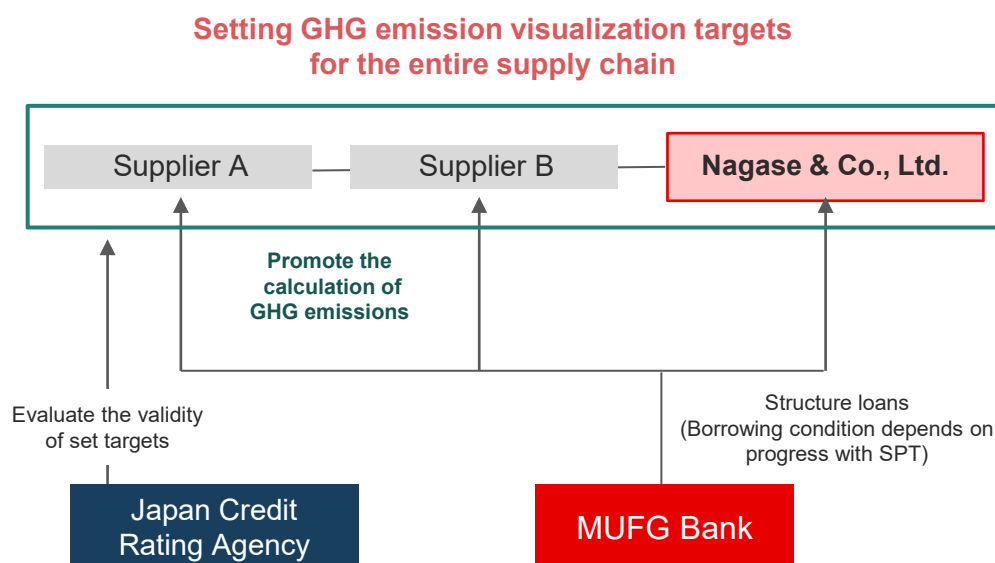 Setting GHG emission visualization targets
for the entire supply chain
Supplier A
Supplier B
Nagase & Co., Ltd.
Promote the
calculation of
GHG emissions
Evaluate the validity
of set targets
Structure loans
(Borrowing condition depends on
progress with SPT)
Japan Credit
Rating Agency
MUFG Bank